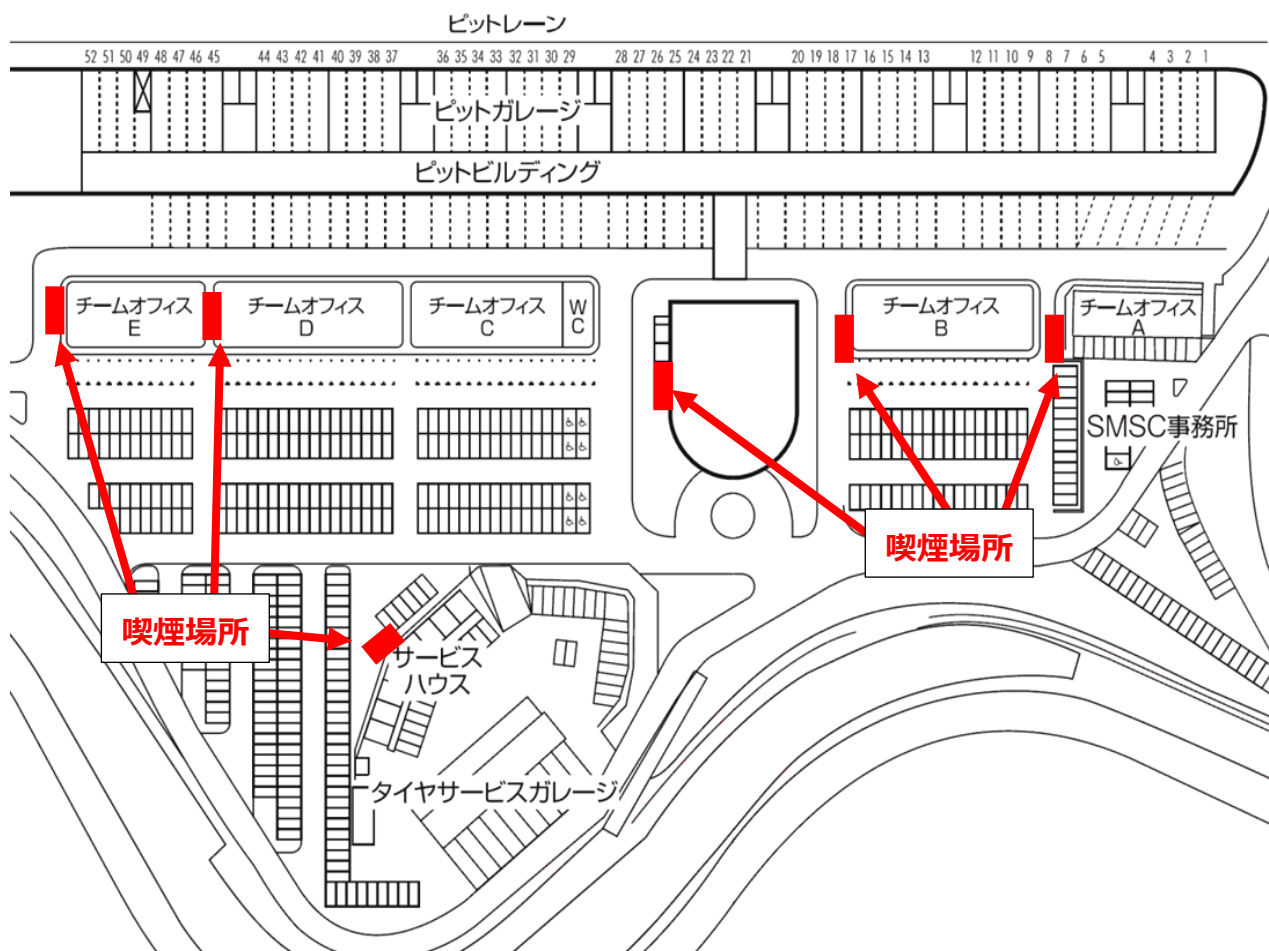 ピットレーン
52 51 50 49 48 47 46 45 44 43 42 41 40 39 38 37 36 35 34 33 32 31 30 29 28 27 26 25 24 23 22 21 20 19 18 17 16 15 14 13 12 11 10 9 8 7 6 5 4 3 2 1
ピットガレージ
ピットビルディング
チームオフィス
E
チームオフィス
D
チームオフィス
C
W
C
チームオフィス
B
チームオフィス
A
SMSC事務所
喫煙場所
喫煙場所
サービス
ハウス
タイヤサービスガレージ